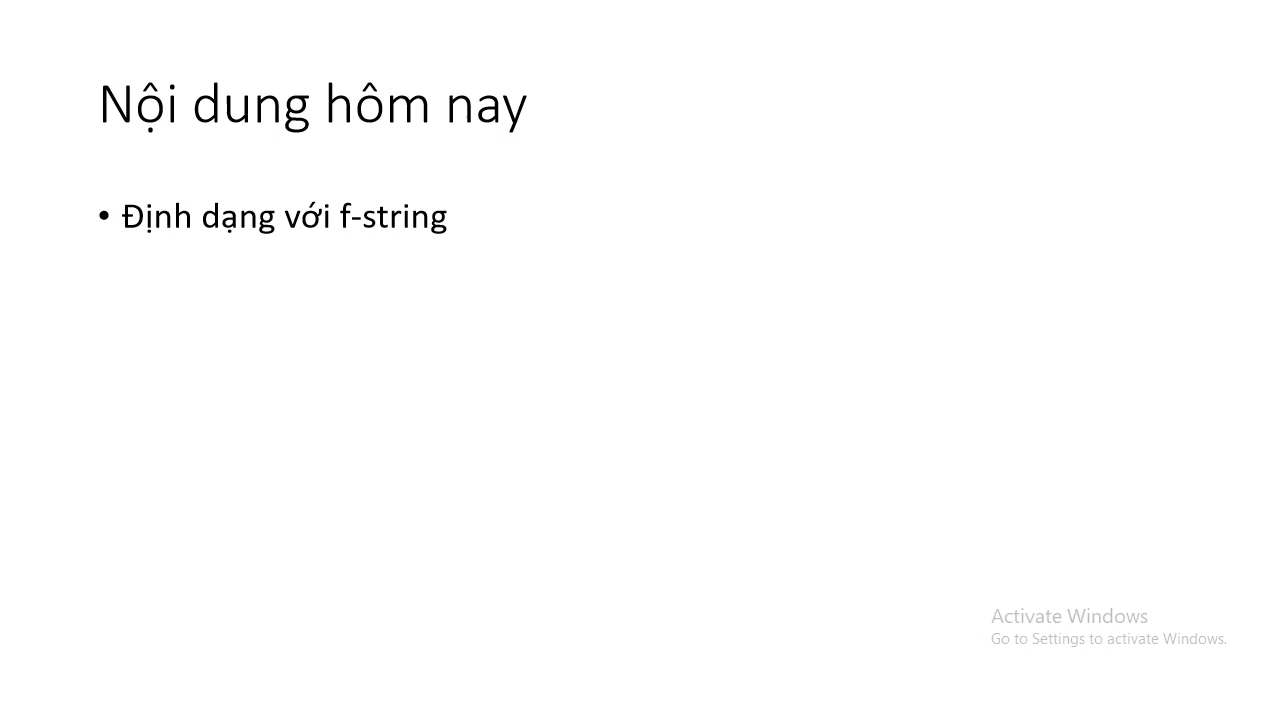 Nội dung hôm nay
• Định dạng với f-string
Activate Windows
Go to Settings to activate Windows.